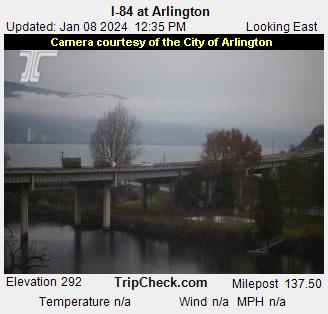 I-84 at Arlington
Updated: Jan 08 2024 12:35 PM Looking East
Camera courtesy of the City of Arlington
Elevation 292 TripCheck.com Milepost 137.50
Temperature n/a Wind n/a MPH n/a